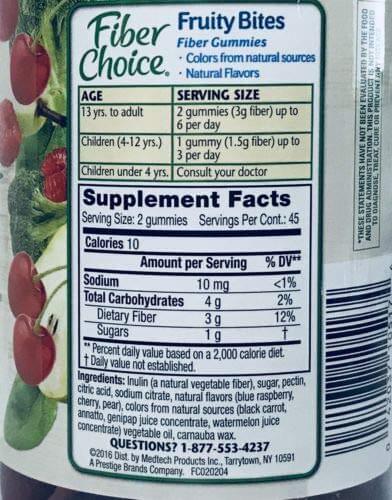 Fiber Choice®
Fruity Bites
Fiber Gummies
· Colors from natural sources
· Natural Flavors
AGE SERVING SIZE
13 yrs. to adult 2 gummies (3g fiber) up to
6 per day
Children (4-12 yrs.) 1 gummy (1.5g fiber) up to
3 per day
Children under 4 yrs. Consult your doctor
Supplement Facts
Serving Size: 2 gummies Servings Per Cont.: 45
Calories 10
Amount per Serving % DV**
Sodium 10 mg <1%
Total Carbohydrates 4 g 2%
Dietary Fiber 3 g 12%
Sugars 1 g †
** Percent daily value based on a 2,000 calorie diet.
† Daily value not established.
Ingredients: Inulin (a natural vegetable fiber), sugar, pectin,
citric acid, sodium citrate, natural flavors (blue raspberry,
cherry, pear), colors from natural sources (black carrot,
annatto, genipap juice concentrate, watermelon juice
concentrate) vegetable oil, carnauba wax.
QUESTIONS? 1-877-553-4237
©2016 Dist. by Medtech Products Inc., Tarrytown, NY 10591
A Prestige Brands Company. FC020204
*THESE STATEMENTS HAVE NOT BEEN EVALUATED BY THE FOOD
AND DRUG ADMINISTRATION. THIS PRODUCT IS NOT INTENDED
TO DIAGNOSE, TREAT, CURE OR PREVENT ANY